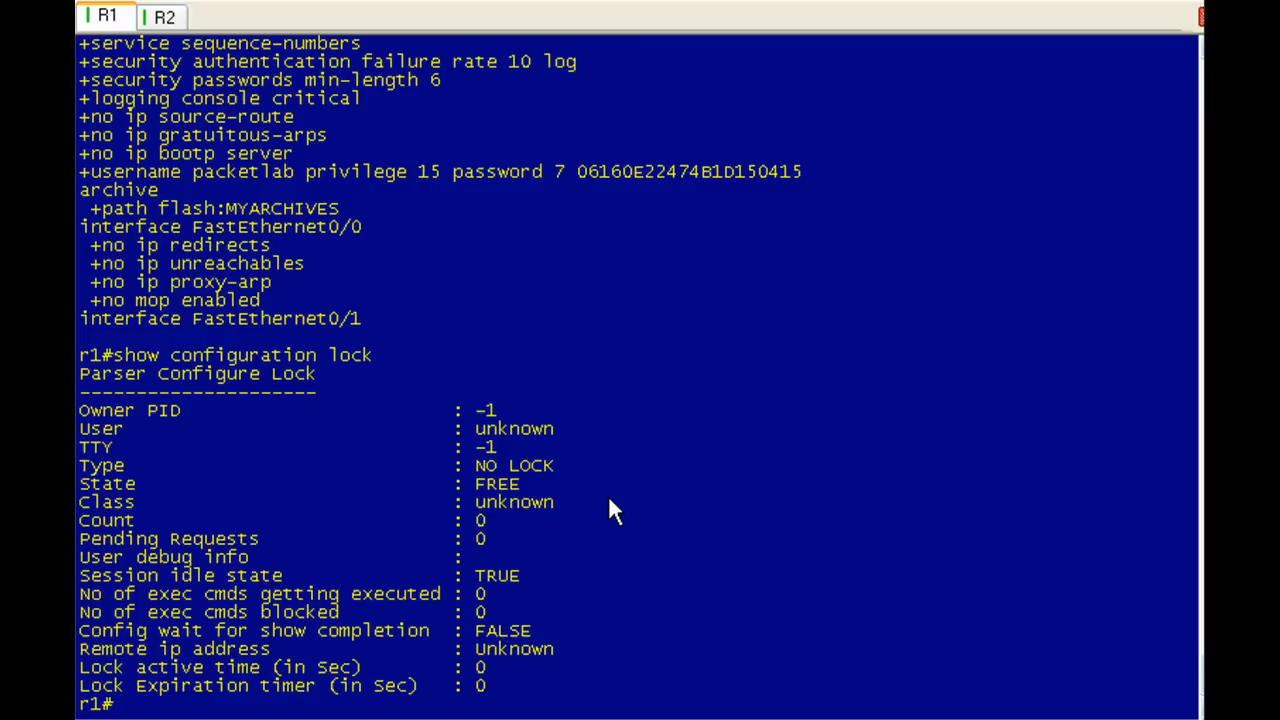 R1
R2
+service sequence-numbers
+security authentication failure rate 10 log
+security passwords min-length 6
+logging console critical
+no ip source-route
+no ip gratuitous-arps
+no ip bootp server
+username packetlab privilege 15 password 7 06160E22474B1D150415
archive
 +path flash:MYARCHIVES
interface FastEthernet0/0
 +no ip redirects
 +no ip unreachables
 +no ip proxy-arp
 +no mop enabled
interface FastEthernet0/1
r1#show configuration lock
Parser Configure Lock
---------------------
Owner PID : -1
User : unknown
TTY : -1
Type : NO LOCK
State : FREE
Class : unknown
Count : 0
Pending Requests : 0
User debug info :
Session idle state : TRUE
No of exec cmds getting executed : 0
No of exec cmds blocked : 0
Config wait for show completion : FALSE
Remote ip address : Unknown
Lock active time (in Sec) : 0
Lock Expiration timer (in Sec) : 0
r1#